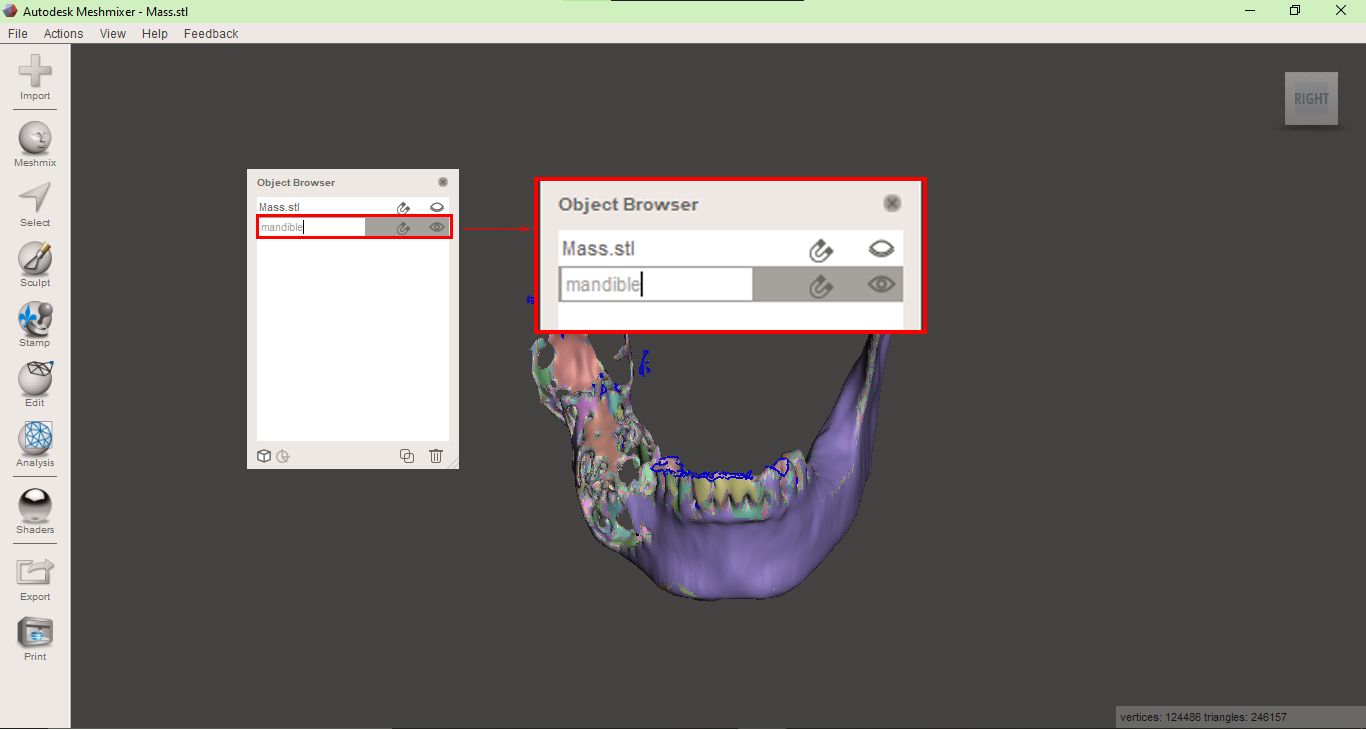 Autodesk Meshmixer - Mass.stl
File Actions View Help Feedback
Import
Meshmix
Select
Sculpt
Stamp
Edit
Analysis
Shaders
Export
Print
Object Browser
Mass.stl
mandible
Object Browser
Mass.stl
mandible
RIGHT
vertices: 124486 triangles: 246157